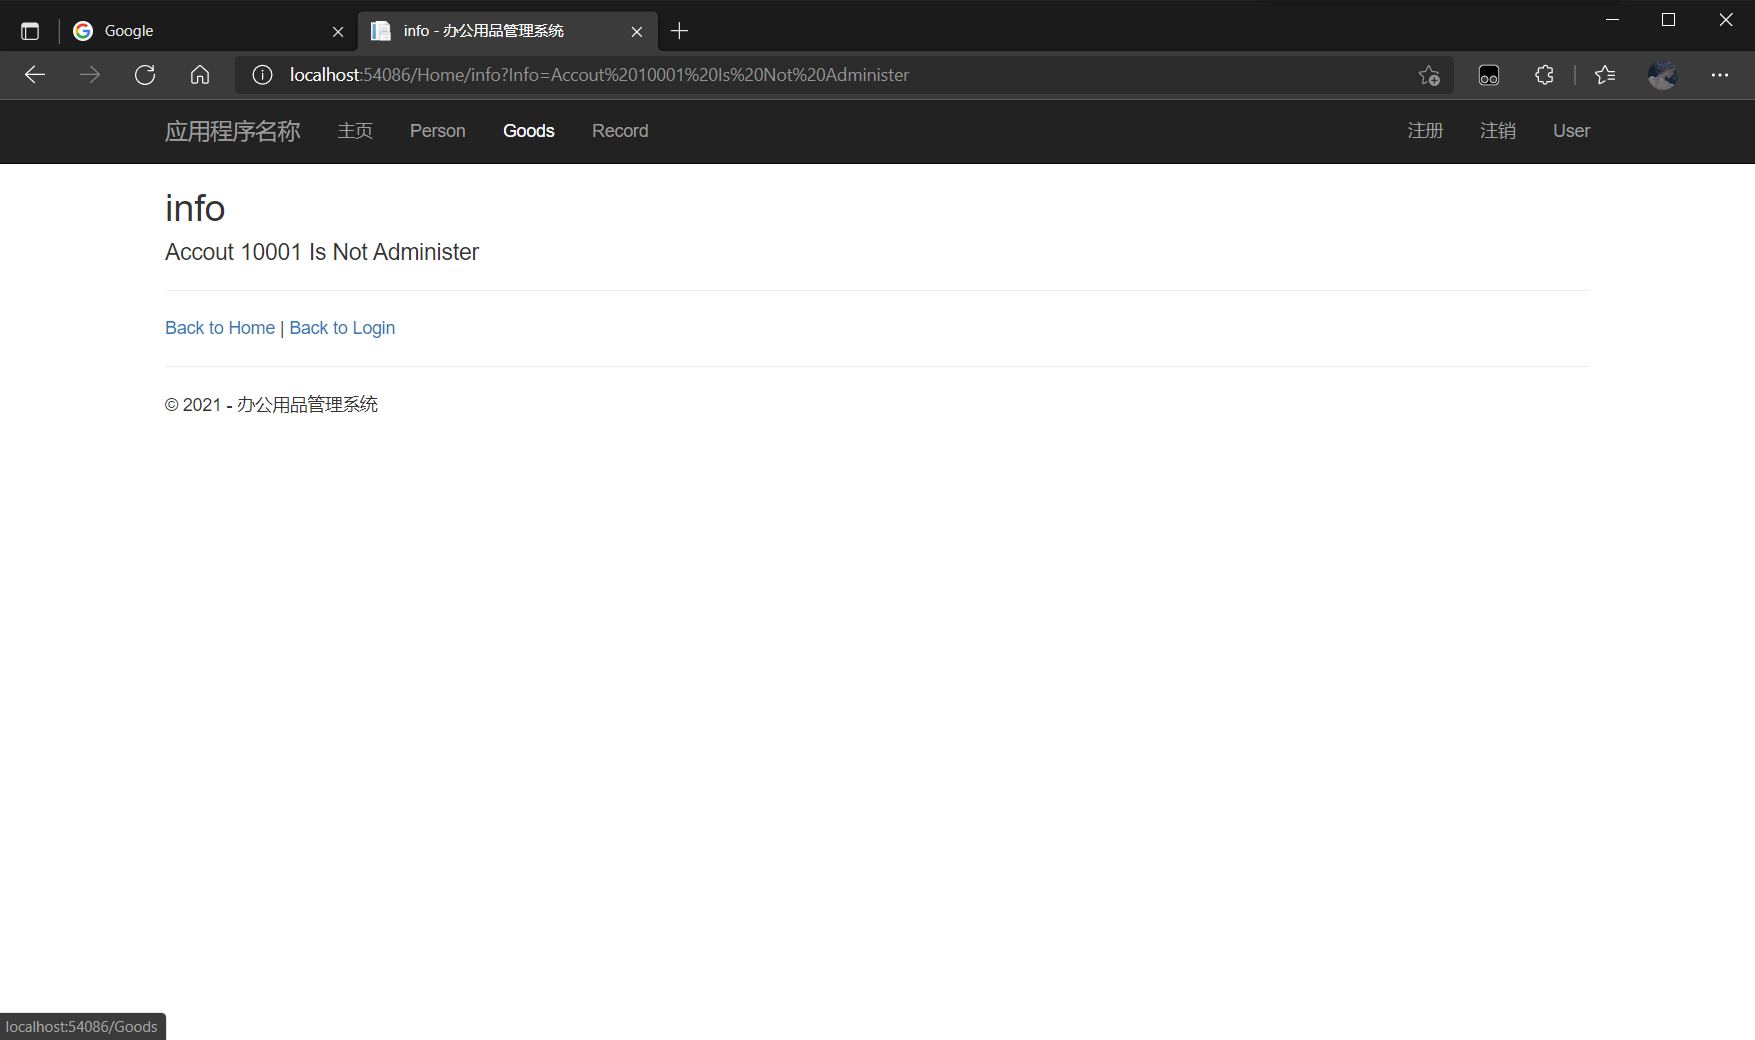 Google
info - 办公用品管理系统
localhost:54086/Home/info?Info=Accout%2010001%20Is%20Not%20Administer
应用程序名称 主页 Person Goods Record 注册 注销 User
info
Accout 10001 Is Not Administer
Back to Home | Back to Login
© 2021 - 办公用品管理系统
localhost:54086/Goods